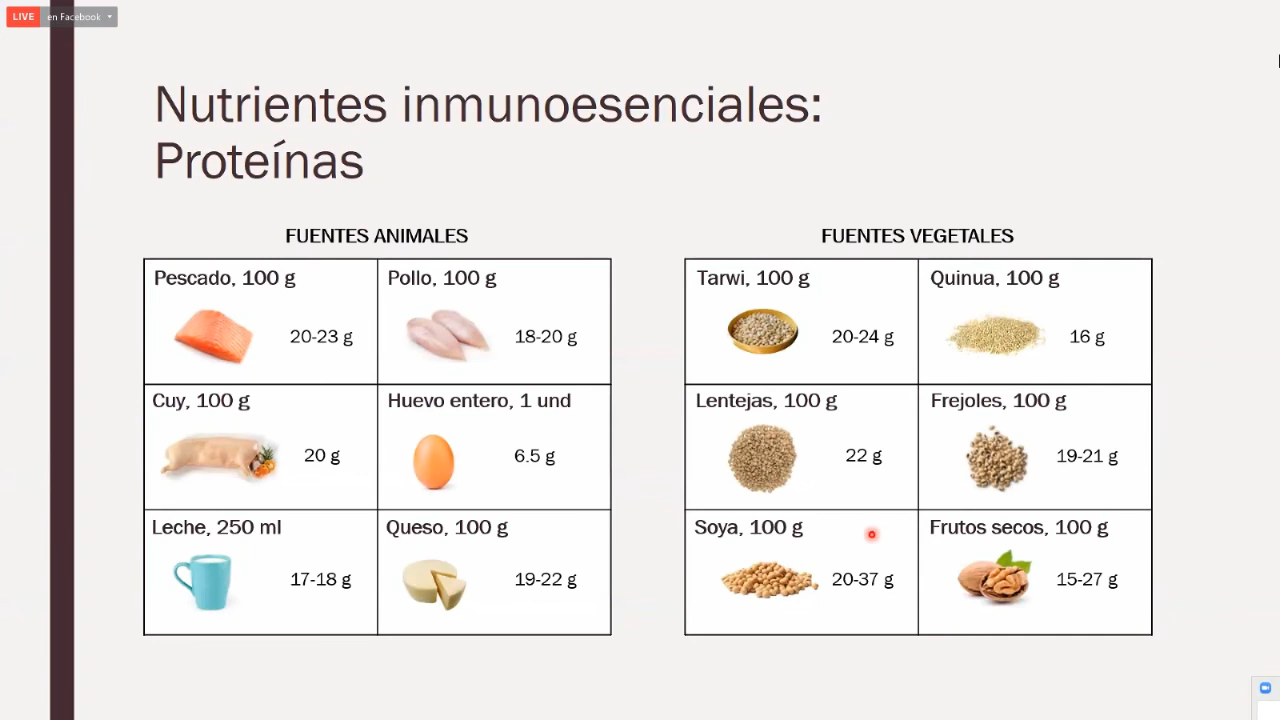 LIVE en Facebook
Nutrientes inmunoesenciales:
Proteínas
FUENTES ANIMALES
Pescado, 100 g
20-23 g
Pollo, 100 g
18-20 g
Cuy, 100 g
20 g
Huevo entero, 1 und
6.5 g
Leche, 250 ml
17-18 g
Queso, 100 g
19-22 g
FUENTES VEGETALES
Tarwi, 100 g
20-24 g
Quinua, 100 g
16 g
Lentejas, 100 g
22 g
Frejoles, 100 g
19-21 g
Soya, 100 g
20-37 g
Frutos secos, 100 g
15-27 g